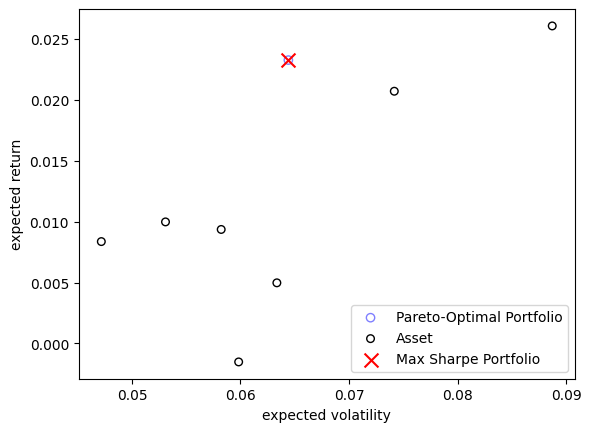 0.025
0.020
0.015
0.010
0.005
0.000
expected return
0.05
0.06
0.07
0.08
0.09
expected volatility
Pareto-Optimal Portfolio
Asset
Max Sharpe Portfolio